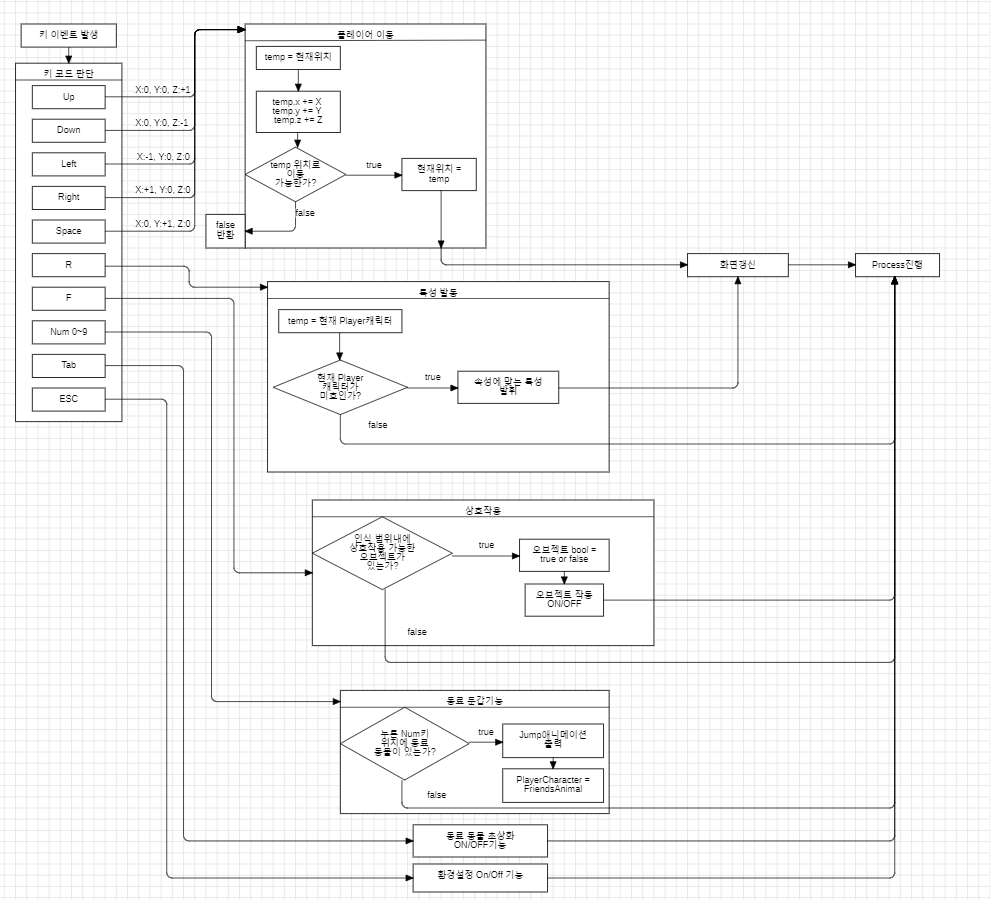 키 이벤트 발생
키 코드 판단
Up
Down
Left
Right
Space
R
F
Num 0~9
Tab
ESC
X:0, Y:0, Z:+1
X:0, Y:0, Z:-1
X:-1, Y:0, Z:0
X:+1, Y:0, Z:0
X:0, Y:+1, Z:0
플레이어 이동
temp = 현재위치
temp.x += X
temp.y += Y
temp.z += Z
temp 위치로
이동
가능한가?
true
현재위치 =
temp
false
false
반환
화면갱신
Process진행
특성 발동
temp = 현재 Player캐릭터
현재 Player
캐릭터가
미호인가?
true
속성에 맞는 특성
발휘
false
상호작용
인식 범위내에
상호작용 가능한
오브젝트가
있는가?
true
오브젝트 bool =
true or false
오브젝트 작동
ON/OFF
false
동료 둔갑기능
누른 Num키
위치에 동료
동물이 있는가?
true
Jump애니메이션
출력
PlayerCharacter =
FriendsAnimal
false
동료 동물 초상화
ON/OFF기능
환경설정 On/Off 기능